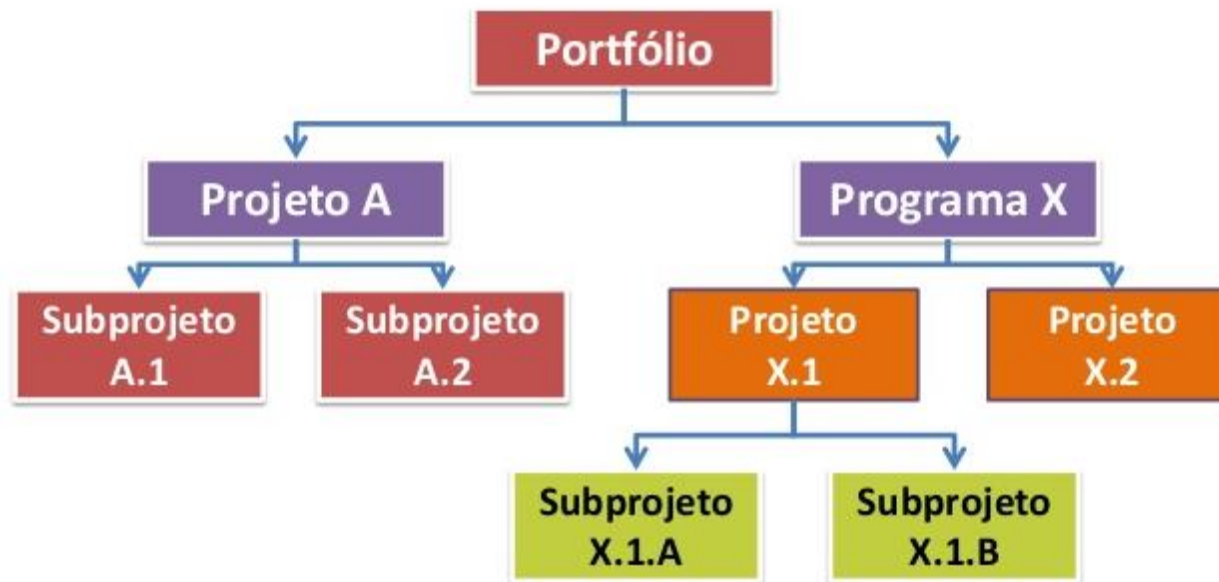 Portfólio
Projeto A
Programa X
Subprojeto
A.1
Subprojeto
A.2
Projeto
X.1
Projeto
X.2
Subprojeto
X.1.A
Subprojeto
X.1.B